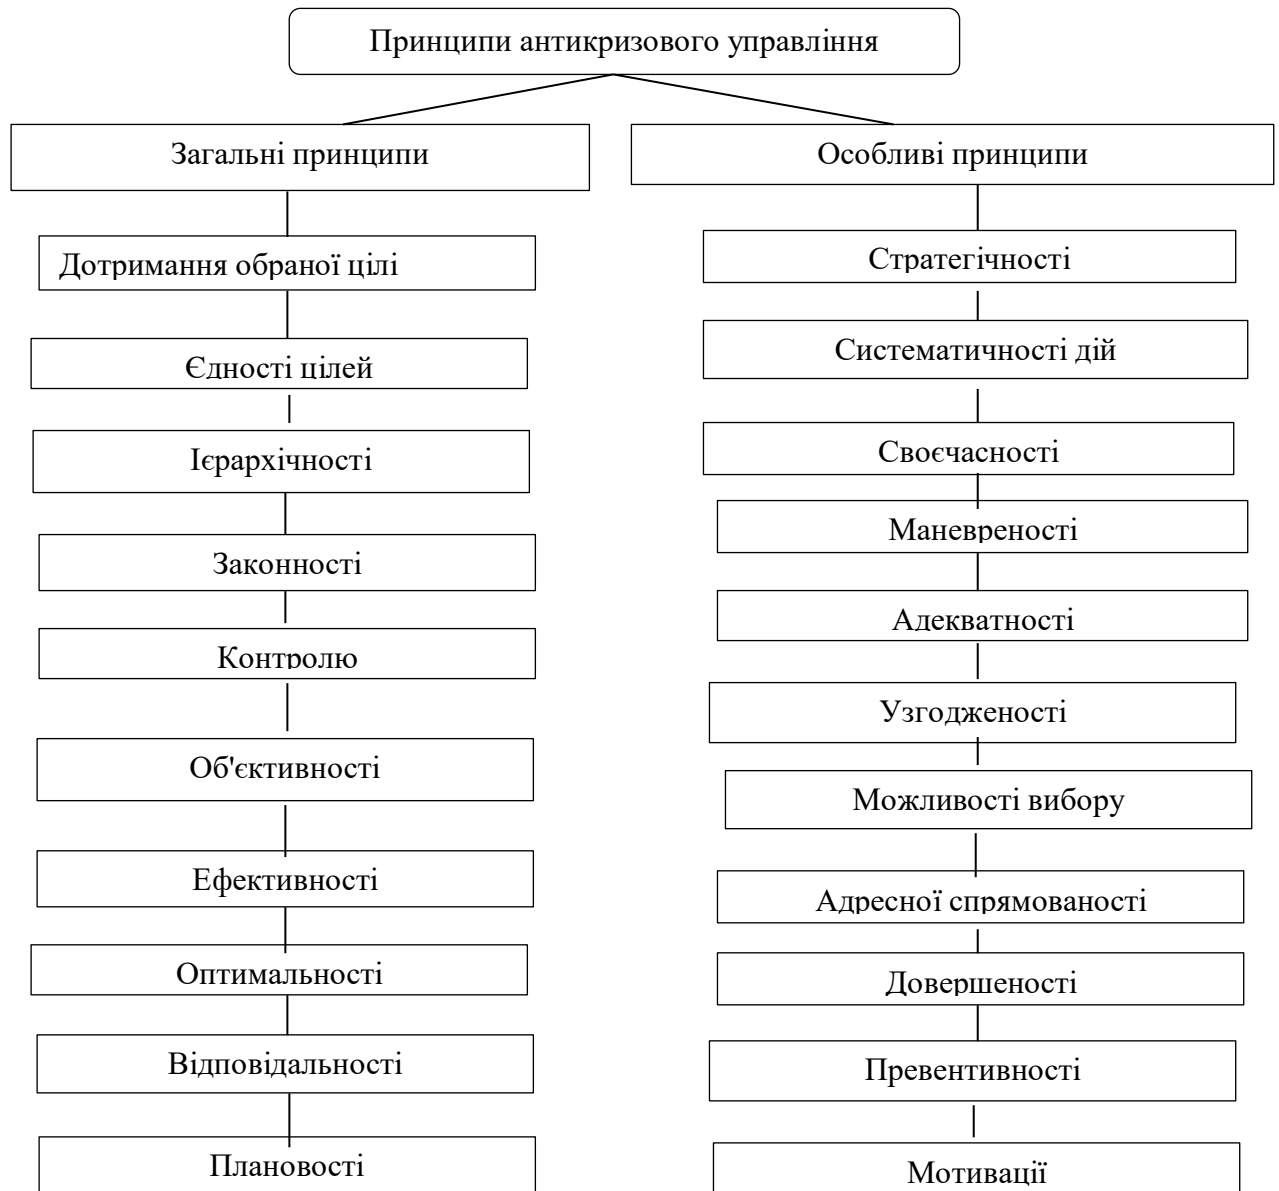 Принципи антикризового управління
Загальні принципи
Особливі принципи
Дотримання обраної цілі
Єдності цілей
Ієрархічності
Законності
Контролю
Об'єктивності
Ефективності
Оптимальності
Відповідальності
Плановості
Стратегічності
Систематичності дій
Своєчасності
Маневреності
Адекватності
Узгодженості
Можливості вибору
Адресної спрямованості
Довершеності
Превентивності
Мотивації